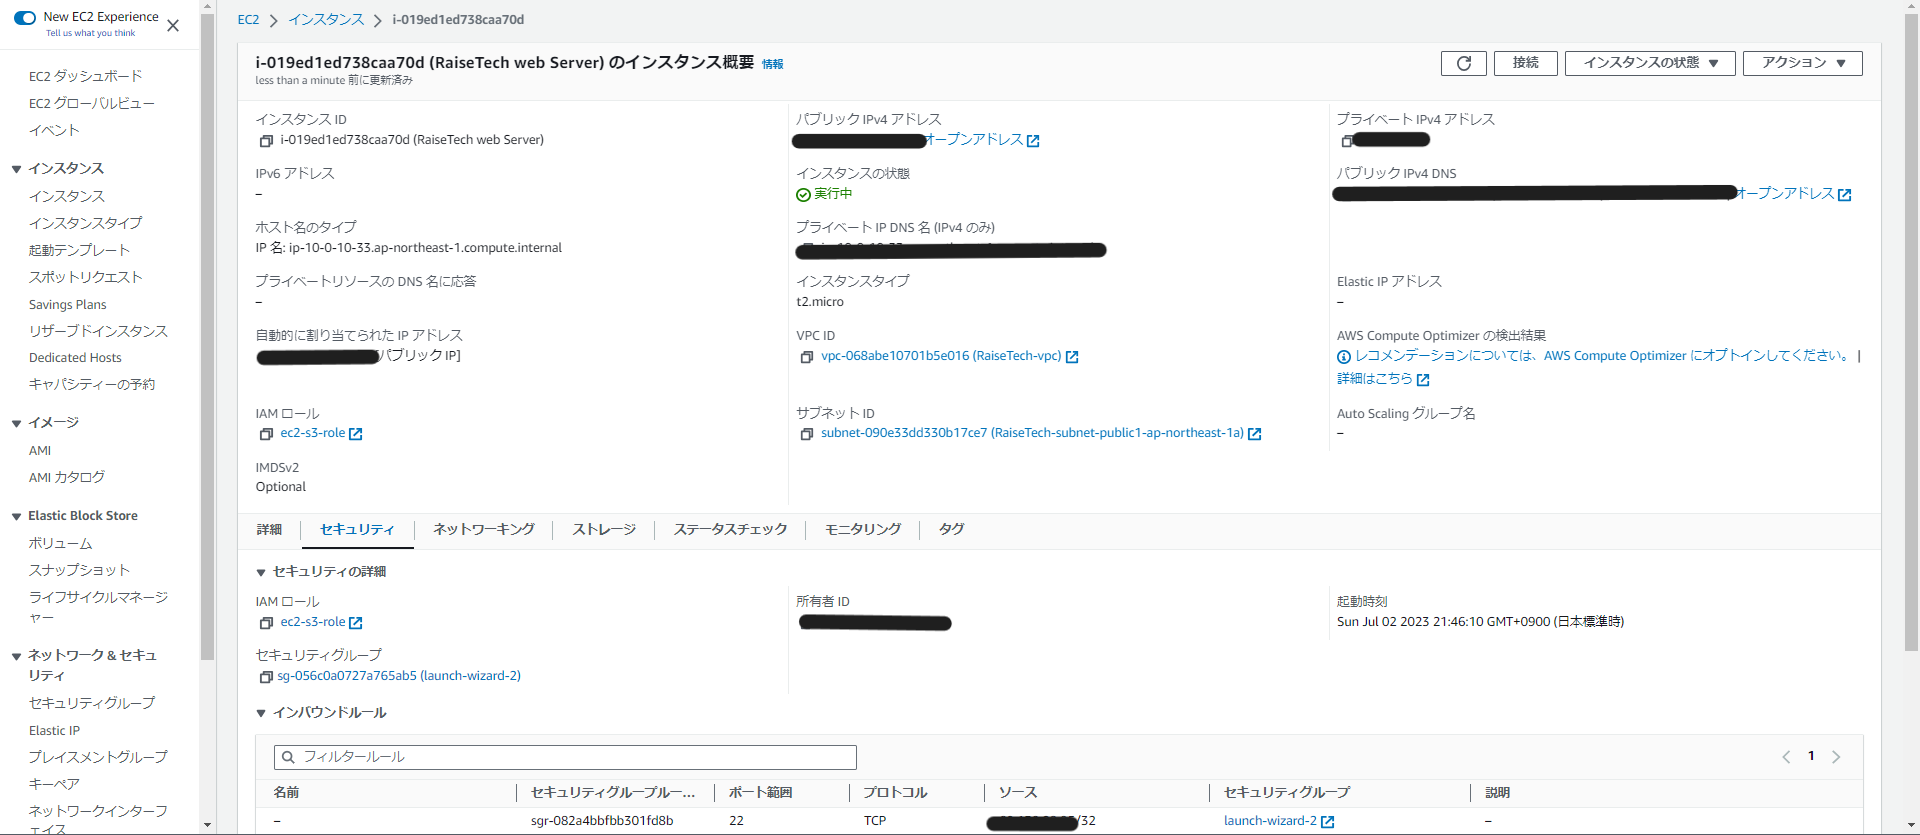 New EC2 Experience
Tell us what you think
EC2 ダッシュボード
EC2 グローバルビュー
イベント
インスタンス
インスタンス
インスタンスタイプ
起動テンプレート
スポットリクエスト
Savings Plans
リザーブドインスタンス
Dedicated Hosts
キャパシティーの予約
イメージ
AMI
AMI カタログ
Elastic Block Store
ボリューム
スナップショット
ライフサイクルマネージ
ャー
ネットワーク & セキュ
リティ
セキュリティグループ
Elastic IP
プレイスメントグループ
キーペア
ネットワークインターフ
ェイス
EC2 > インスタンス > i-019ed1ed738caa70d
i-019ed1ed738caa70d (RaiseTech web Server) のインスタンス概要 情報
less than a minute 前に更新済み
接続
インスタンスの状態 ▼
アクション ▼
インスタンス ID
i-019ed1ed738caa70d (RaiseTech web Server)
パブリック IPv4 アドレス
オープンアドレス
プライベート IPv4 アドレス
IPv6 アドレス
–
インスタンスの状態
実行中
パブリック IPv4 DNS
オープンアドレス
ホスト名のタイプ
IP 名: ip-10-0-10-33.ap-northeast-1.compute.internal
プライベート IP DNS 名 (IPv4 のみ)
プライベートリソースの DNS 名に応答
–
インスタンスタイプ
t2.micro
Elastic IP アドレス
–
自動的に割り当てられた IP アドレス
パブリック IP]
VPC ID
vpc-068abe10701b5e016 (RaiseTech-vpc)
AWS Compute Optimizer の検出結果
レコメンデーションについては、AWS Compute Optimizer にオプトインしてください。 |
詳細はこちら
IAM ロール
ec2-s3-role
サブネット ID
subnet-090e33dd330b17ce7 (RaiseTech-subnet-public1-ap-northeast-1a)
Auto Scaling グループ名
–
IMDSv2
Optional
詳細 セキュリティ ネットワーキング ストレージ ステータスチェック モニタリング タグ
▼ セキュリティの詳細
IAM ロール
ec2-s3-role
所有者 ID
起動時刻
Sun Jul 02 2023 21:46:10 GMT+0900 (日本標準時)
セキュリティグループ
sg-056c0a0727a765ab5 (launch-wizard-2)
▼ インバウンドルール
フィルタールール
1
名前 セキュリティグループルー... ポート範囲 プロトコル ソース セキュリティグループ 説明
– sgr-082a4bbfbb301fd8b 22 TCP /32 launch-wizard-2 –